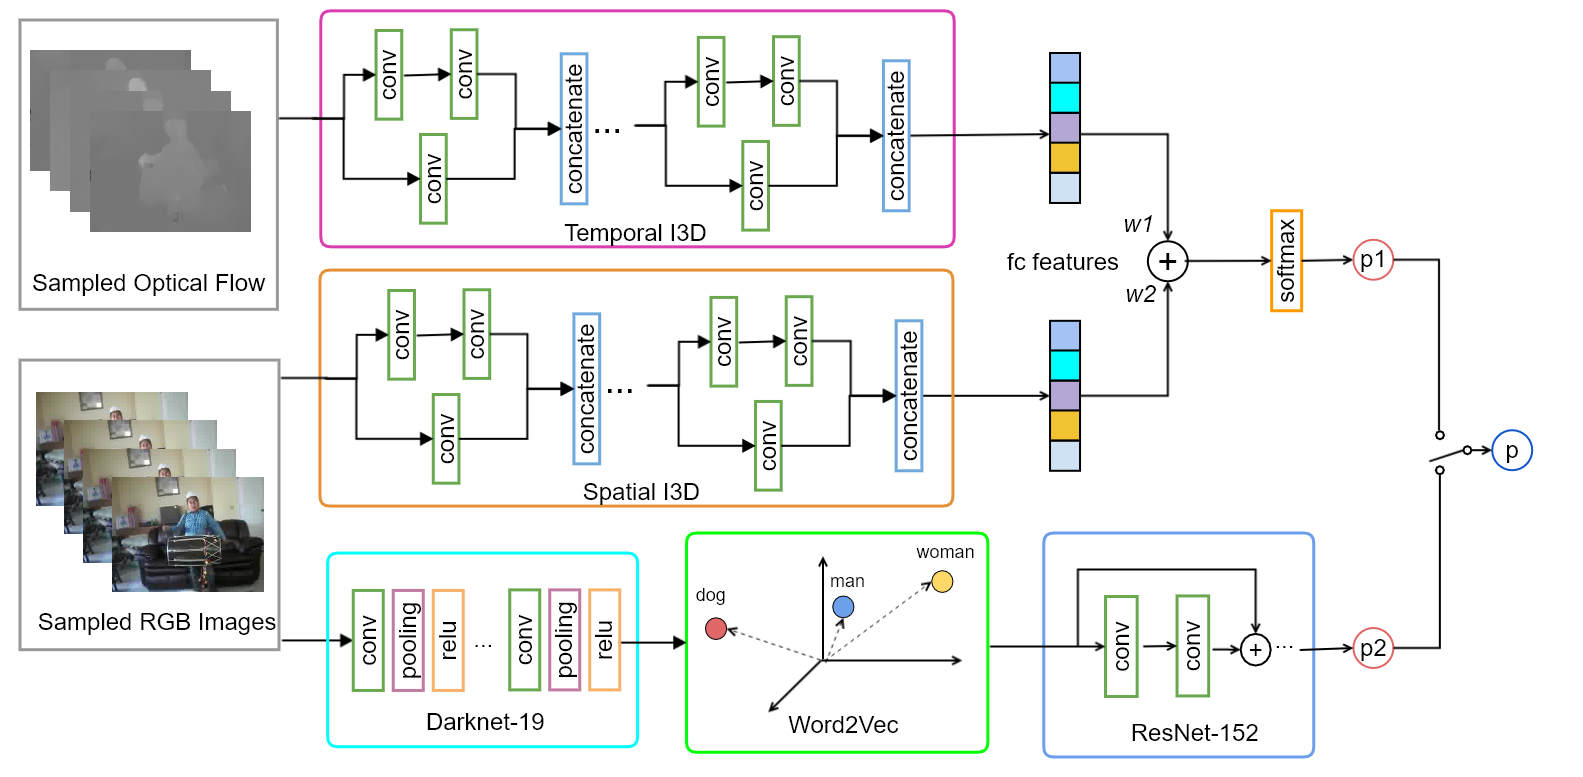 Sampled Optical Flow
conv
conv
conv
concatenate
...
conv
conv
conv
concatenate
Temporal I3D
w1
fc features
+
w2
softmax
p1
Sampled RGB Images
conv
conv
conv
concatenate
...
conv
conv
conv
concatenate
Spatial I3D
p
conv
pooling
relu
...
conv
pooling
relu
Darknet-19
dog
man
woman
Word2Vec
conv
conv
+
...
ResNet-152
p2